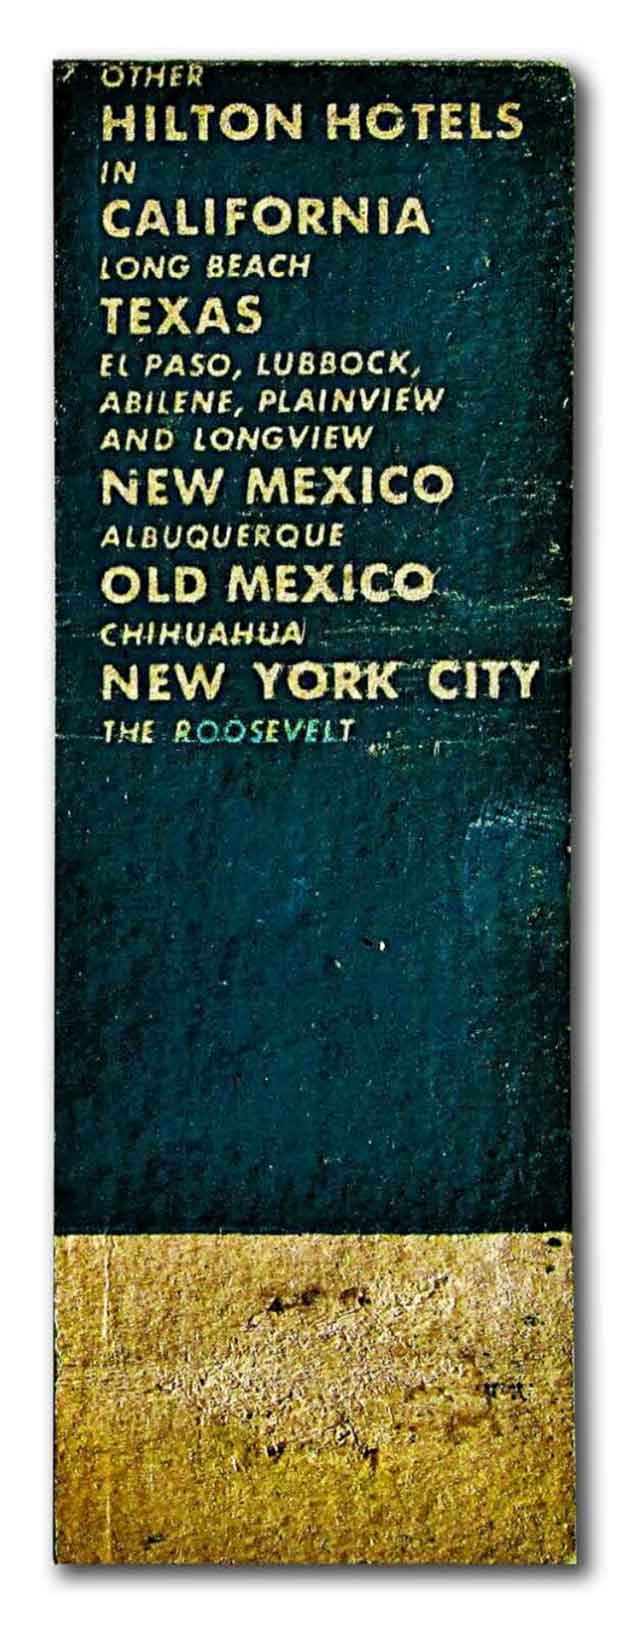 OTHER
HILTON HOTELS
IN
CALIFORNIA
LONG BEACH
TEXAS
EL PASO, LUBBOCK,
ABILENE, PLAINVIEW
AND LONGVIEW
NEW MEXICO
ALBUQUERQUE
OLD MEXICO
CHIHUAHUA
NEW YORK CITY
THE ROOSEVELT